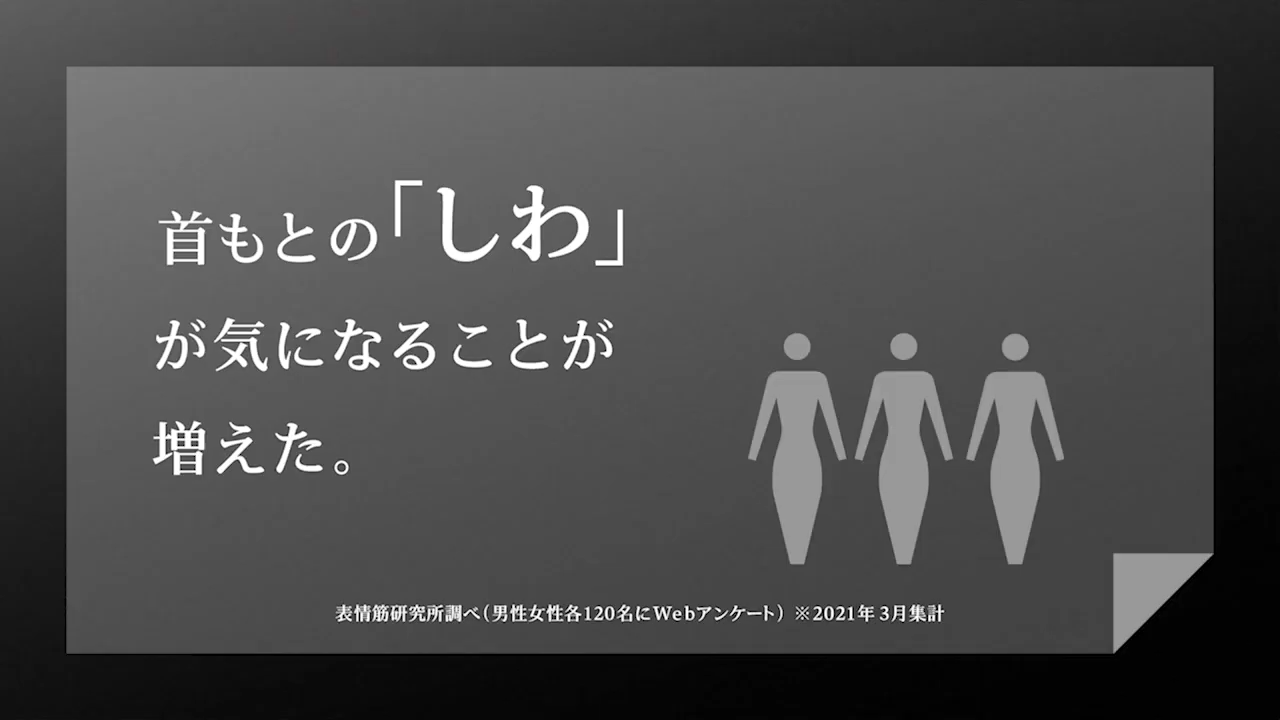 首もとの「しわ」
が気になることが
増えた。
表情筋研究所調べ(男性女性各120名にWebアンケート) ※2021年3月集計